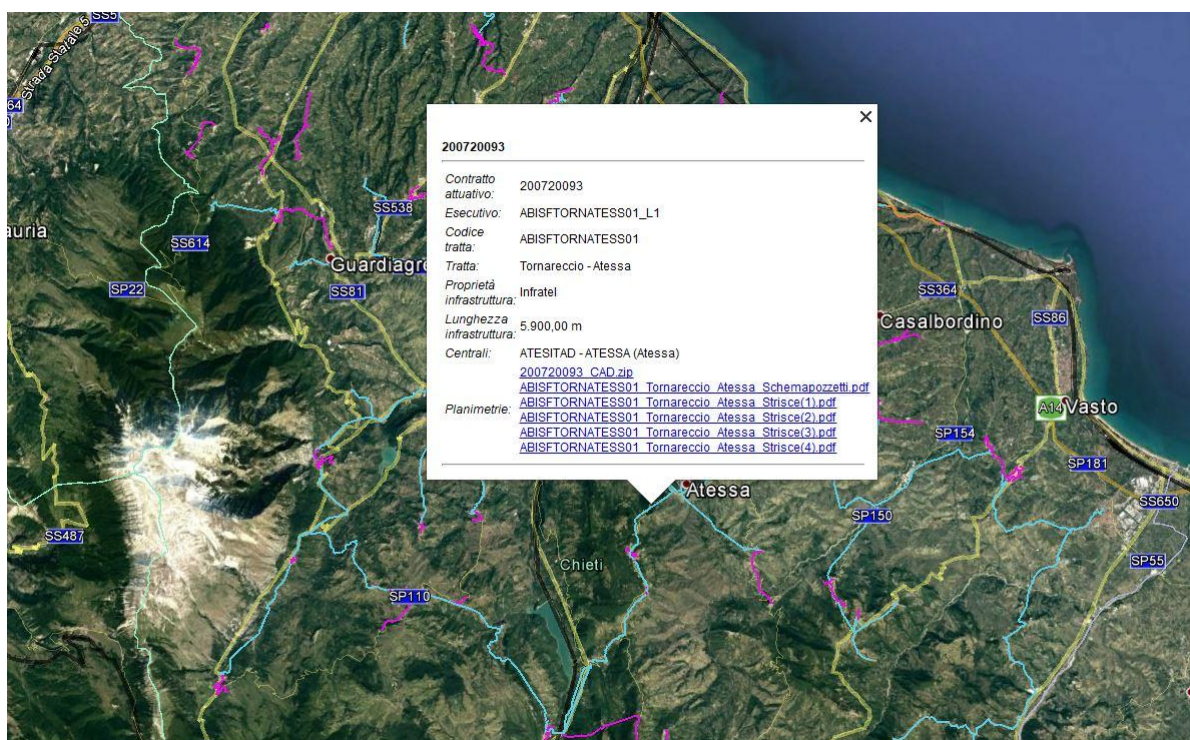 SS5
Strada Statale 5
64
200720093
Contratto attuativo: 200720093
Esecutivo: ABISFTORNATESS01_L1
Codice tratta: ABISFTORNATESS01
Tratta: Tornareccio - Atessa
Proprietà infrastruttura: Infratel
Lunghezza infrastruttura: 5.900,00 m
Centrali: ATESITAD - ATESSA (Atessa)
Planimetrie: 200720093_CAD.zip
ABISFTORNATESS01_Tornareccio_Atessa_Schemapozzetti.pdf
ABISFTORNATESS01_Tornareccio_Atessa_Strisce(1).pdf
ABISFTORNATESS01_Tornareccio_Atessa_Strisce(2).pdf
ABISFTORNATESS01_Tornareccio_Atessa_Strisce(3).pdf
ABISFTORNATESS01_Tornareccio_Atessa_Strisce(4).pdf
SS538
auria
SS614
Guardiagre
SP22
SS81
SS364
Casalbordino
SS86
A14
Vasto
SP154
SP181
Atessa
SS650
SP150
SS487
SP55
Chieti
SP110